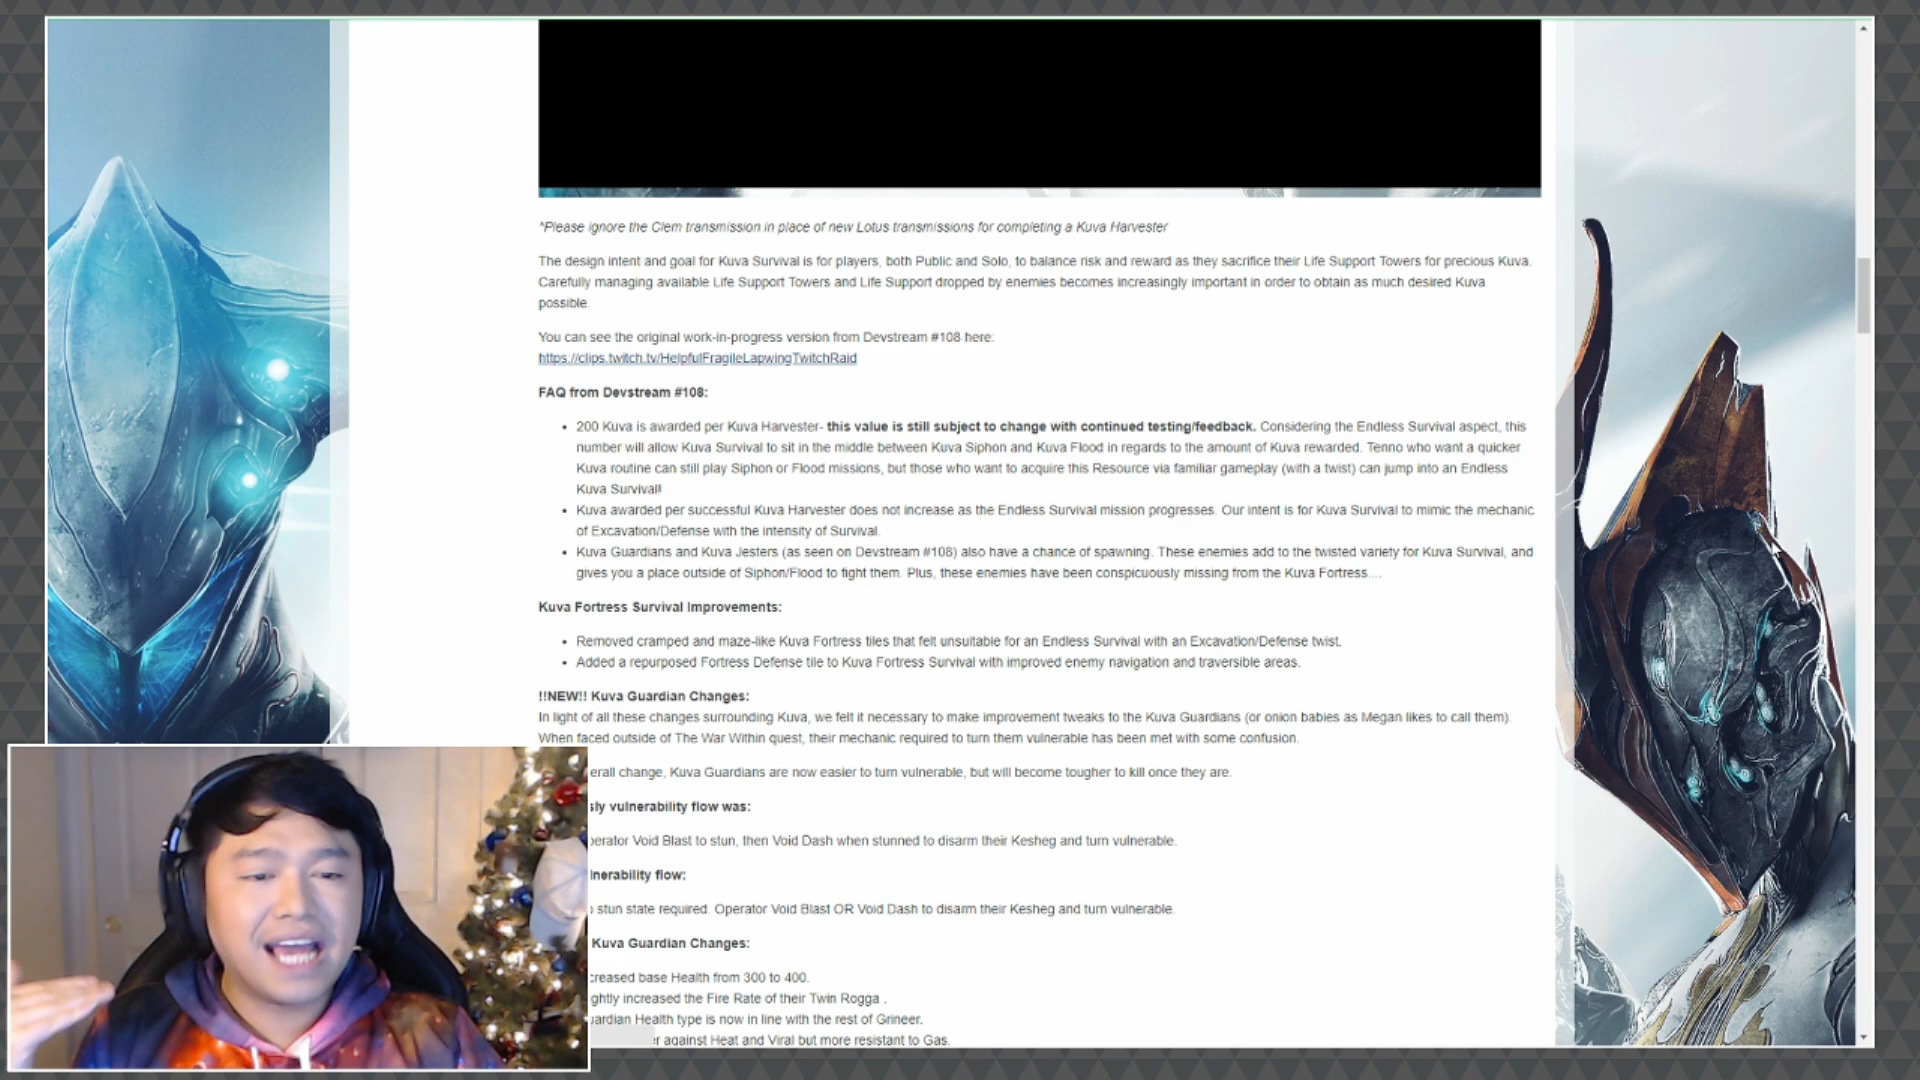 *Please ignore the Clem transmission in place of new Lotus transmissions for completing a Kuva Harvester
The design intent and goal for Kuva Survival is for players, both Public and Solo, to balance risk and reward as they sacrifice their Life Support Towers for precious Kuva.
Carefully managing available Life Support Towers and Life Support dropped by enemies becomes increasingly important in order to obtain as much desired Kuva
possible.
You can see the original work-in-progress version from Devstream #108 here:
https://clips.twitch.tv/HelpfulFragileLapwingTwitchRaid
FAQ from Devstream #108:
• 200 Kuva is awarded per Kuva Harvester- this value is still subject to change with continued testing/feedback. Considering the Endless Survival aspect, this
number will allow Kuva Survival to sit in the middle between Kuva Siphon and Kuva Flood in regards to the amount of Kuva rewarded. Tenno who want a quicker
Kuva routine can still play Siphon or Flood missions, but those who want to acquire this Resource via familiar gameplay (with a twist) can jump into an Endless
Kuva Survival!
• Kuva awarded per successful Kuva Harvester does not increase as the Endless Survival mission progresses. Our intent is for Kuva Survival to mimic the mechanic
of Excavation/Defense with the intensity of Survival.
• Kuva Guardians and Kuva Jesters (as seen on Devstream #108) also have a chance of spawning. These enemies add to the twisted variety for Kuva Survival, and
gives you a place outside of Siphon/Flood to fight them. Plus, these enemies have been conspicuously missing from the Kuva Fortress....
Kuva Fortress Survival Improvements:
• Removed cramped and maze-like Kuva Fortress tiles that felt unsuitable for an Endless Survival with an Excavation/Defense twist.
• Added a repurposed Fortress Defense tile to Kuva Fortress Survival with improved enemy navigation and traversible areas.
!!NEW!! Kuva Guardian Changes:
In light of all these changes surrounding Kuva, we felt it necessary to make improvement tweaks to the Kuva Guardians (or onion babies as Megan likes to call them).
When faced outside of The War Within quest, their mechanic required to turn them vulnerable has been met with some confusion.
erall change, Kuva Guardians are now easier to turn vulnerable, but will become tougher to kill once they are.
sly vulnerability flow was:
perator Void Blast to stun, then Void Dash when stunned to disarm their Kesheg and turn vulnerable.
lnerability flow:
stun state required. Operator Void Blast OR Void Dash to disarm their Kesheg and turn vulnerable.
Kuva Guardian Changes:
creased base Health from 300 to 400.
ghtly increased the Fire Rate of their Twin Rogga .
uardian Health type is now in line with the rest of Grineer.
er against Heat and Viral but more resistant to Gas.